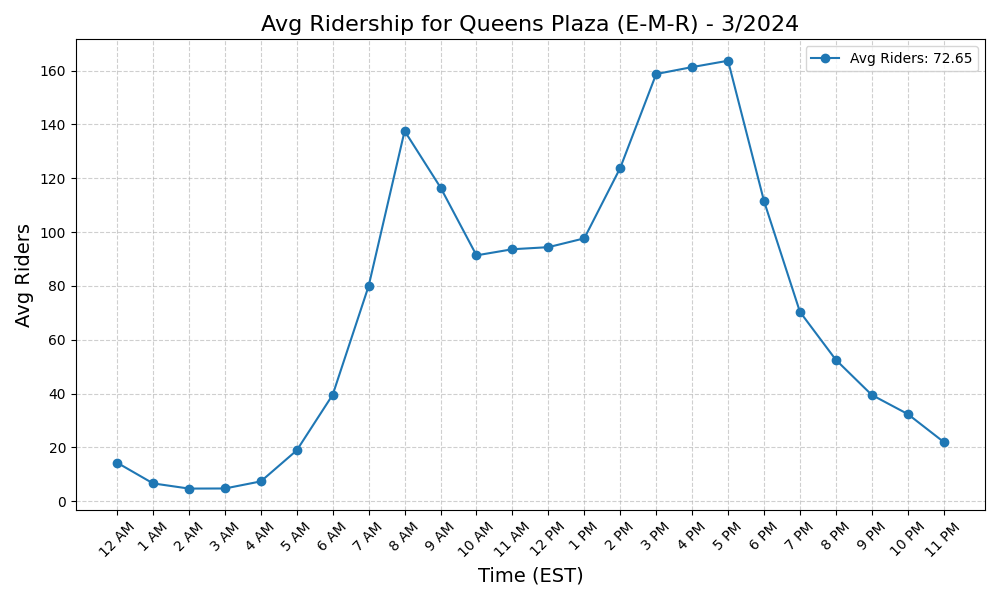 Avg Ridership for Queens Plaza (E-M-R) - 3/2024
Avg Riders: 72.65
Avg Riders
160
140
120
100
80
60
40
20
0
12 AM
1 AM
2 AM
3 AM
4 AM
5 AM
6 AM
7 AM
8 AM
9 AM
10 AM
11 AM
12 PM
1 PM
2 PM
3 PM
4 PM
5 PM
6 PM
7 PM
8 PM
9 PM
10 PM
11 PM
Time (EST)